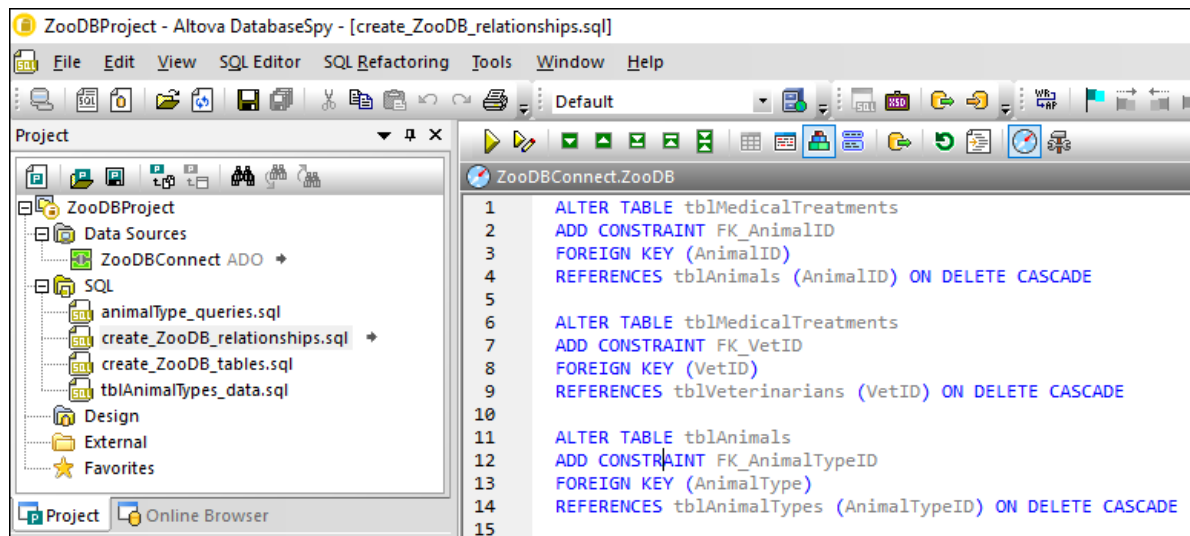 ZooDBProject - Altova DatabaseSpy - [create_ZooDB_relationships.sql]
File Edit View SQL Editor SQL Refactoring Tools Window Help
Default
Project
ZooDBProject
Data Sources
ZooDBConnect ADO
SQL
animalType_queries.sql
create_ZooDB_relationships.sql
create_ZooDB_tables.sql
tblAnimalTypes_data.sql
Design
External
Favorites
Project Online Browser
ZooDBConnect.ZooDB
1 ALTER TABLE tblMedicalTreatments
2 ADD CONSTRAINT FK_AnimalID
3 FOREIGN KEY (AnimalID)
4 REFERENCES tblAnimals (AnimalID) ON DELETE CASCADE
5
6 ALTER TABLE tblMedicalTreatments
7 ADD CONSTRAINT FK_VetID
8 FOREIGN KEY (VetID)
9 REFERENCES tblVeterinarians (VetID) ON DELETE CASCADE
10
11 ALTER TABLE tblAnimals
12 ADD CONSTRAINT FK_AnimalTypeID
13 FOREIGN KEY (AnimalType)
14 REFERENCES tblAnimalTypes (AnimalTypeID) ON DELETE CASCADE
15